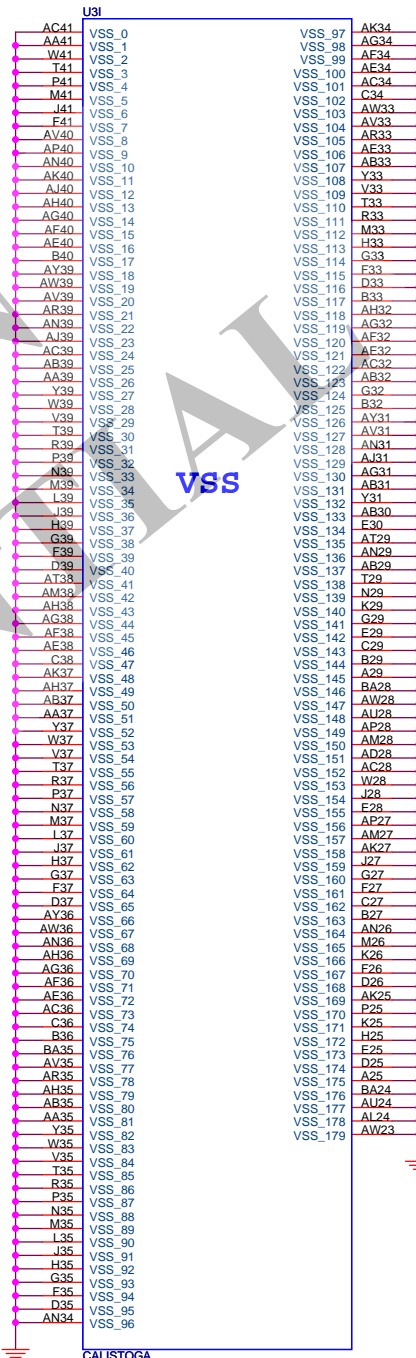 U3I
AC41 VSS_0
AA41 VSS_1
W41 VSS_2
T41 VSS_3
P41 VSS_4
M41 VSS_5
J41 VSS_6
F41 VSS_7
AV40 VSS_8
AP40 VSS_9
AN40 VSS_10
AK40 VSS_11
AJ40 VSS_12
AH40 VSS_13
AG40 VSS_14
AF40 VSS_15
AE40 VSS_16
B40 VSS_17
AY39 VSS_18
AW39 VSS_19
AV39 VSS_20
AR39 VSS_21
AN39 VSS_22
AJ39 VSS_23
AC39 VSS_24
AB39 VSS_25
AA39 VSS_26
Y39 VSS_27
W39 VSS_28
V39 VSS_29
T39 VSS_30
R39 VSS_31
P39 VSS_32
N39 VSS_33
M39 VSS_34
L39 VSS_35
J39 VSS_36
H39 VSS_37
G39 VSS_38
F39 VSS_39
D39 VSS_40
AT38 VSS_41
AM38 VSS_42
AH38 VSS_43
AG38 VSS_44
AF38 VSS_45
AE38 VSS_46
C38 VSS_47
AK37 VSS_48
AH37 VSS_49
AB37 VSS_50
AA37 VSS_51
Y37 VSS_52
W37 VSS_53
V37 VSS_54
T37 VSS_55
R37 VSS_56
P37 VSS_57
N37 VSS_58
M37 VSS_59
L37 VSS_60
J37 VSS_61
H37 VSS_62
G37 VSS_63
F37 VSS_64
D37 VSS_65
AY36 VSS_66
AW36 VSS_67
AN36 VSS_68
AH36 VSS_69
AG36 VSS_70
AF36 VSS_71
AE36 VSS_72
AC36 VSS_73
C36 VSS_74
B36 VSS_75
BA35 VSS_76
AV35 VSS_77
AR35 VSS_78
AH35 VSS_79
AB35 VSS_80
AA35 VSS_81
Y35 VSS_82
W35 VSS_83
V35 VSS_84
T35 VSS_85
R35 VSS_86
P35 VSS_87
N35 VSS_88
M35 VSS_89
L35 VSS_90
J35 VSS_91
H35 VSS_92
G35 VSS_93
F35 VSS_94
D35 VSS_95
AN34 VSS_96
VSS
VSS_97 AK34
VSS_98 AG34
VSS_99 AF34
VSS_100 AE34
VSS_101 AC34
VSS_102 C34
VSS_103 AW33
VSS_104 AV33
VSS_105 AR33
VSS_106 AE33
VSS_107 AB33
VSS_108 Y33
VSS_109 V33
VSS_110 T33
VSS_111 R33
VSS_112 M33
VSS_113 H33
VSS_114 G33
VSS_115 F33
VSS_116 D33
VSS_117 B33
VSS_118 AH32
VSS_119 AG32
VSS_120 AF32
VSS_121 AE32
VSS_122 AC32
VSS_123 AB32
VSS_124 G32
VSS_125 B32
VSS_126 AY31
VSS_127 AV31
VSS_128 AN31
VSS_129 AJ31
VSS_130 AG31
VSS_131 AB31
VSS_132 Y31
VSS_133 AB30
VSS_134 E30
VSS_135 AT29
VSS_136 AN29
VSS_137 AB29
VSS_138 T29
VSS_139 N29
VSS_140 K29
VSS_141 G29
VSS_142 E29
VSS_143 C29
VSS_144 B29
VSS_145 A29
VSS_146 BA28
VSS_147 AW28
VSS_148 AU28
VSS_149 AP28
VSS_150 AM28
VSS_151 AD28
VSS_152 AC28
VSS_153 W28
VSS_154 J28
VSS_155 E28
VSS_156 AP27
VSS_157 AM27
VSS_158 AK27
VSS_159 J27
VSS_160 G27
VSS_161 F27
VSS_162 C27
VSS_163 B27
VSS_164 AN26
VSS_165 M26
VSS_166 K26
VSS_167 F26
VSS_168 D26
VSS_169 AK25
VSS_170 P25
VSS_171 K25
VSS_172 H25
VSS_173 E25
VSS_174 D25
VSS_175 A25
VSS_176 BA24
VSS_177 AU24
VSS_178 AL24
VSS_179 AW23
CALISTOGA
NTIAL